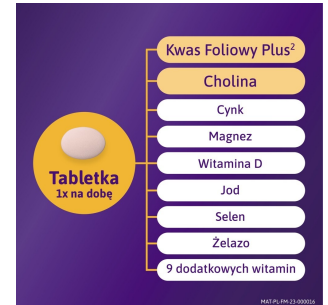 Kwas Foliowy Plus²
Cholina
Cynk
Magnez
Witamina D
Jod
Selen
Żelazo
9 dodatkowych witamin
Tabletka
1x na dobę
MAT-PL-FM-23-000016